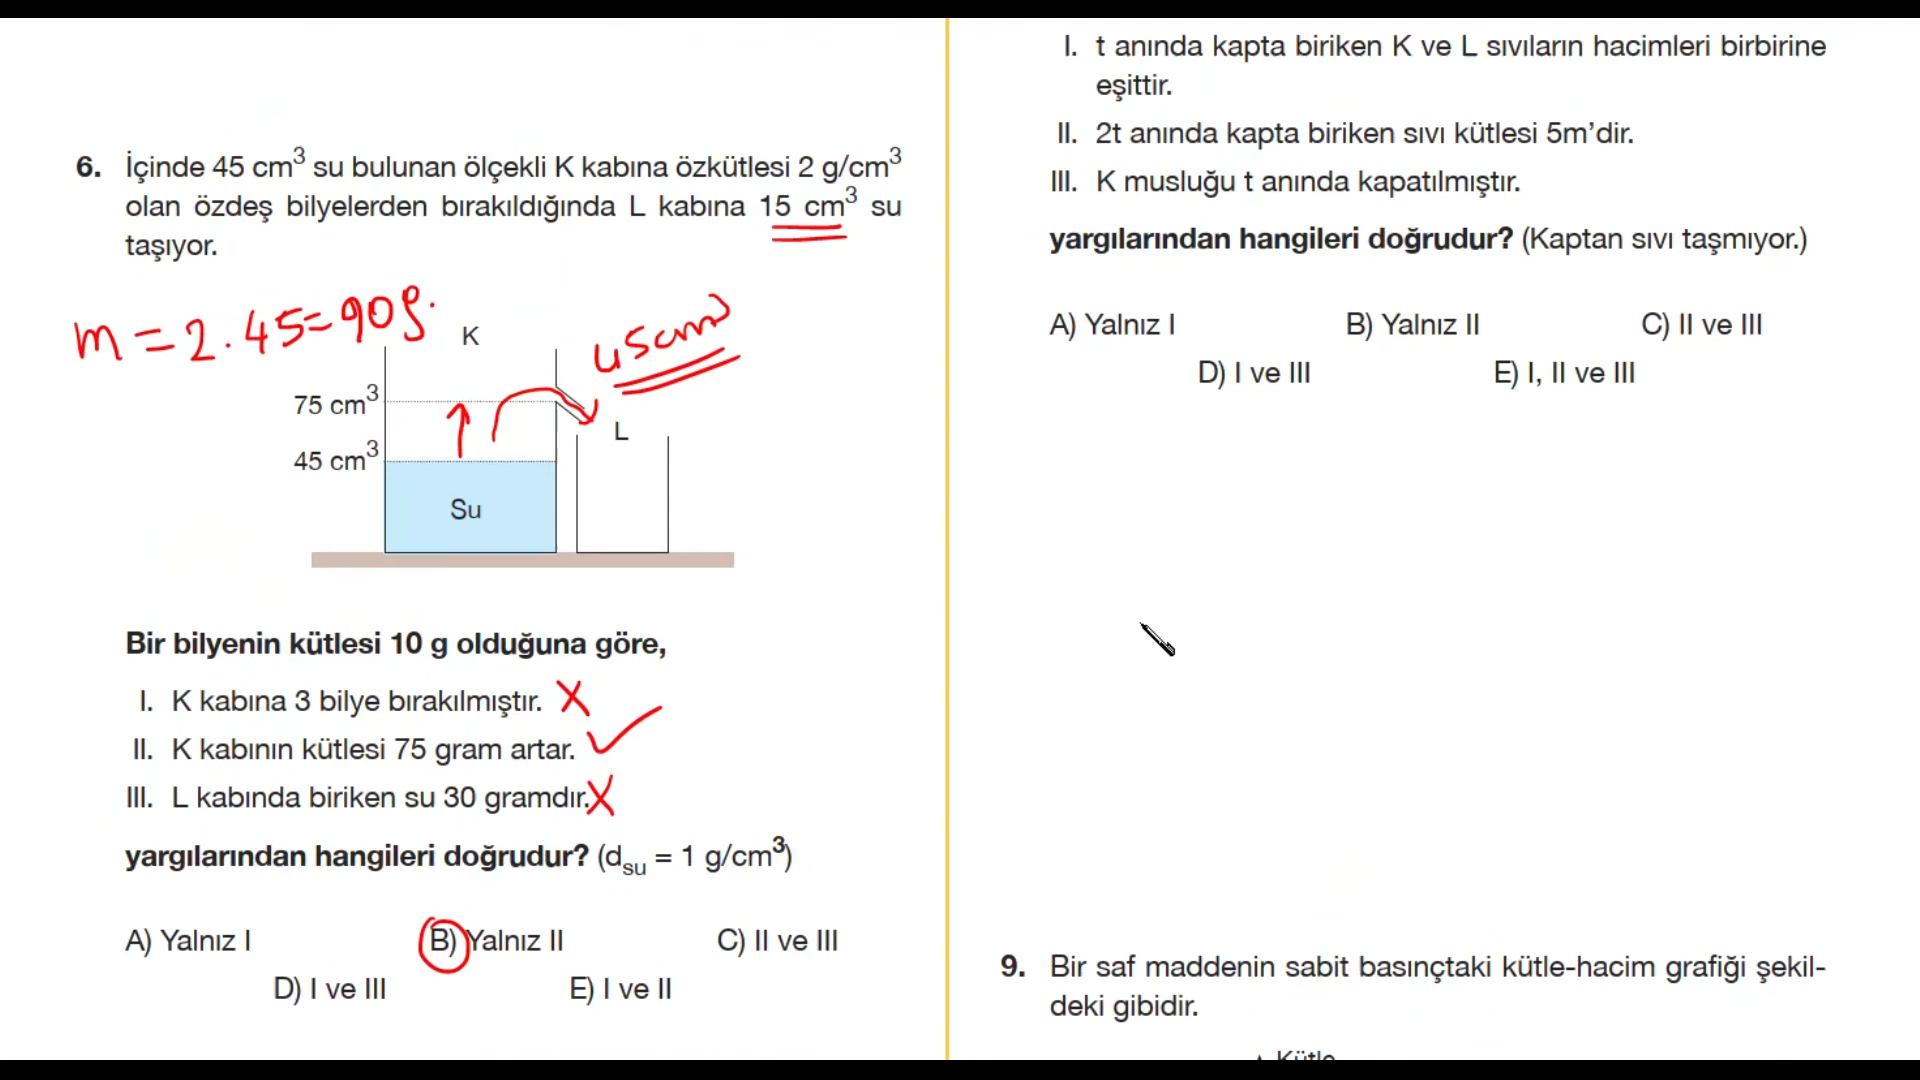 6. İçinde 45 cm³ su bulunan ölçekli K kabına özkütlesi 2 g/cm³
olan özdeş bilyelerden bırakıldığında L kabına 15 cm³ su
taşıyor.
m = 2.45 = 90g.
K
45cm³
75 cm³
L
45 cm³
Su
Bir bilyenin kütlesi 10 g olduğuna göre,
I. K kabına 3 bilye bırakılmıştır.
II. K kabının kütlesi 75 gram artar.
III. L kabında biriken su 30 gramdır.
yargılarından hangileri doğrudur? (dsu = 1 g/cm³)
A) Yalnız I B) Yalnız II C) II ve III
D) I ve III E) I ve II
I. t anında kapta biriken K ve L sıvıların hacimleri birbirine
eşittir.
II. 2t anında kapta biriken sıvı kütlesi 5m’dir.
III. K musluğu t anında kapatılmıştır.
yargılarından hangileri doğrudur? (Kaptan sıvı taşmıyor.)
A) Yalnız I B) Yalnız II C) II ve III
D) I ve III E) I, II ve III
9. Bir saf maddenin sabit basınçtaki kütle-hacim grafiği şekil-
deki gibidir.
Kütle